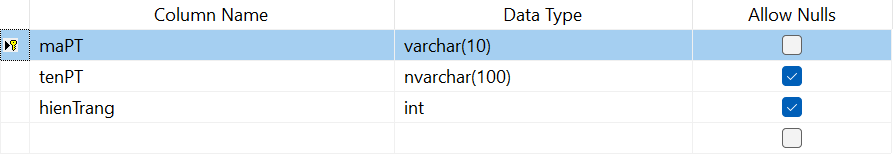 Column Name Data Type Allow Nulls
maPT varchar(10)
tenPT nvarchar(100)
hienTrang int